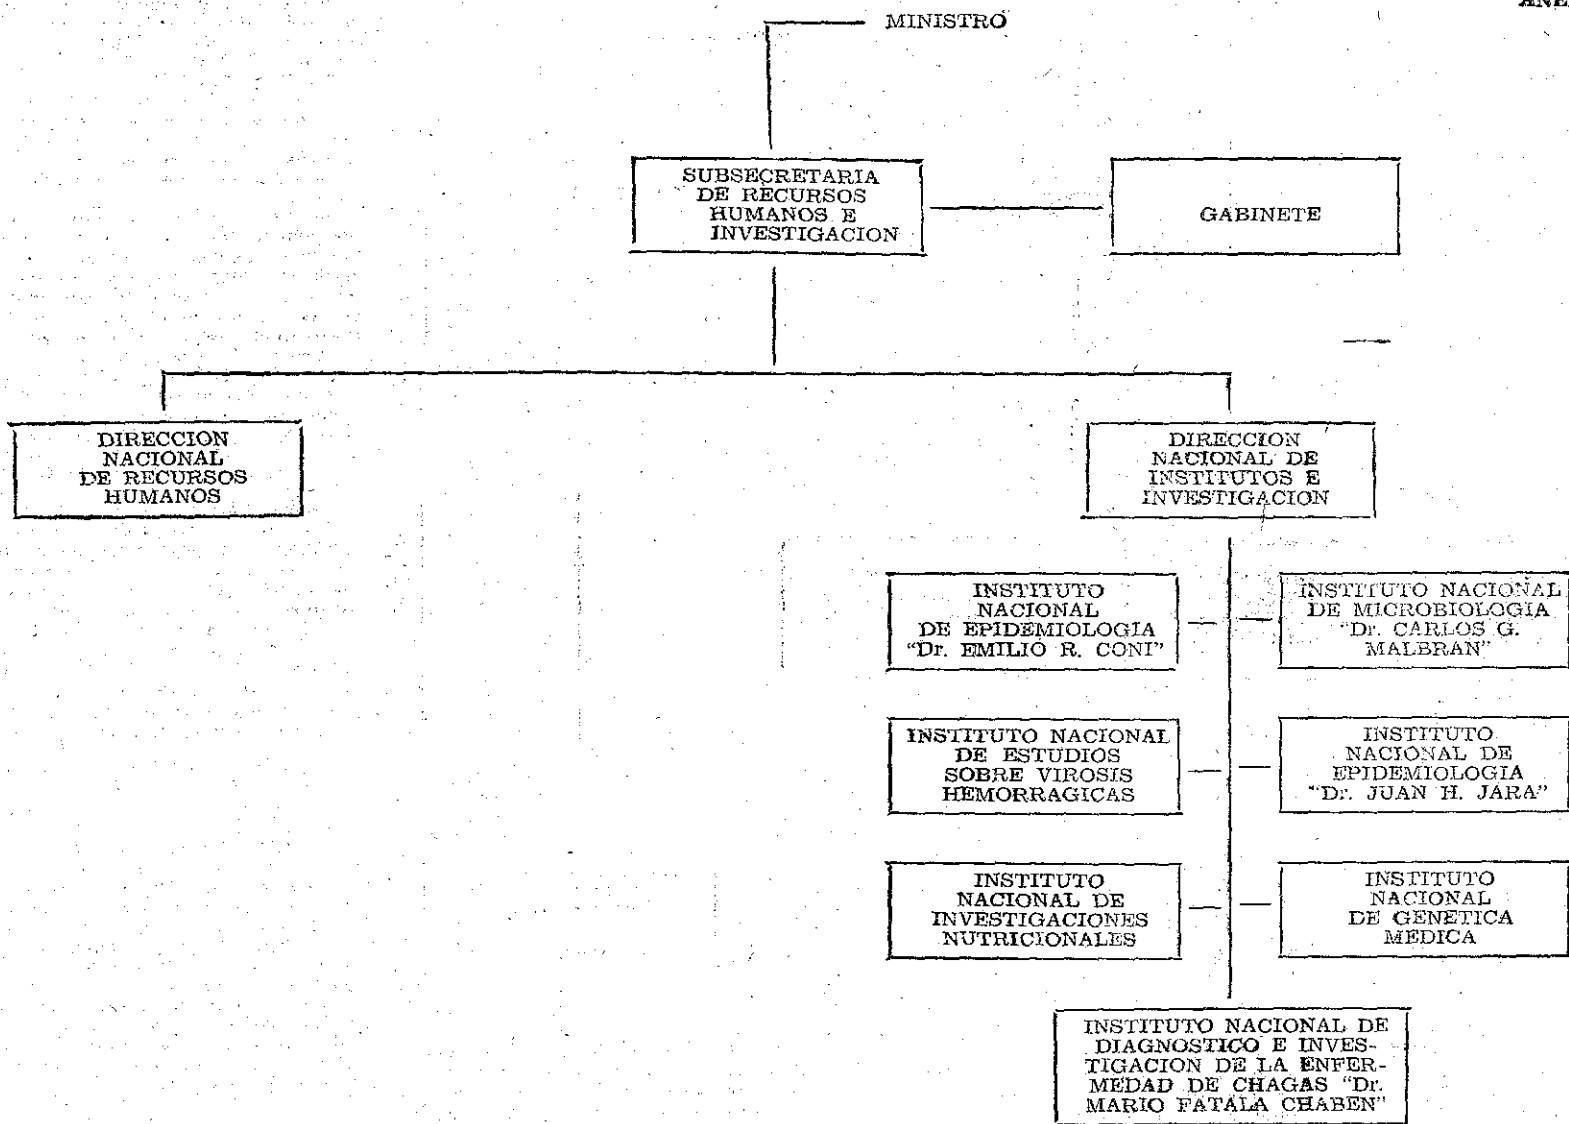 MINISTRO
SUBSECRETARIA
DE RECURSOS
HUMANOS E
INVESTIGACION
GABINETE
DIRECCION
NACIONAL
DE RECURSOS
HUMANOS
DIRECCION
NACIONAL DE
INSTITUTOS E
INVESTIGACION
INSTITUTO
NACIONAL
DE EPIDEMIOLOGIA
"Dr. EMILIO R. CONI"
INSTITUTO NACIONAL
DE MICROBIOLOGIA
"Dr. CARLOS G.
MALBRAN"
INSTITUTO NACIONAL
DE ESTUDIOS
SOBRE VIROSIS
HEMORRAGICAS
INSTITUTO
NACIONAL DE
EPIDEMIOLOGIA
"Dr. JUAN H. JARA"
INSTITUTO
NACIONAL DE
INVESTIGACIONES
NUTRICIONALES
INSTITUTO
NACIONAL
DE GENETICA
MEDICA
INSTITUTO NACIONAL DE
DIAGNOSTICO E INVES-
TIGACION DE LA ENFER-
MEDAD DE CHAGAS "Dr.
MARIO FATALA CHABEN"